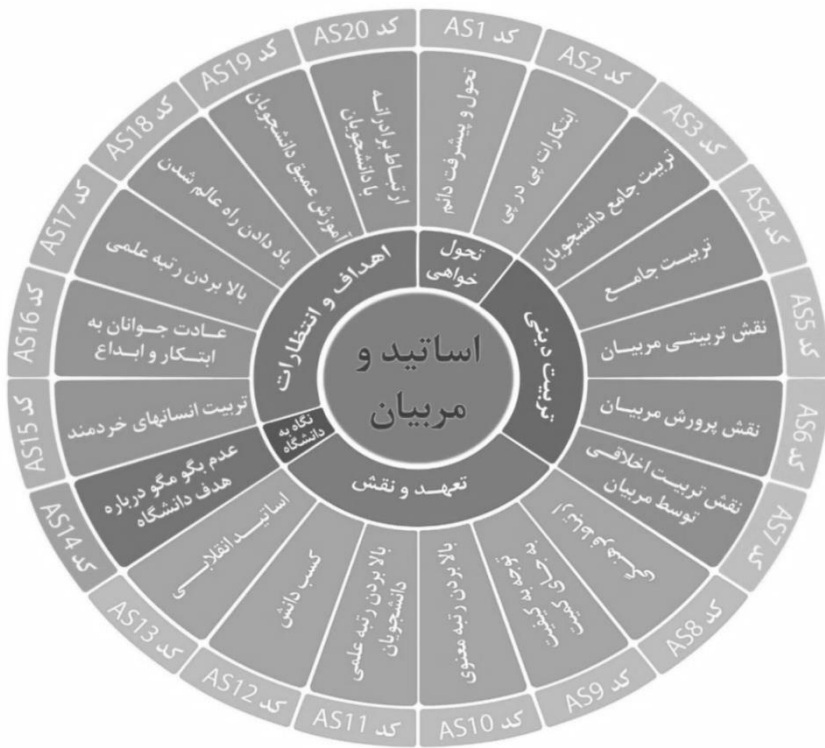 اساتید و
مربیان
تحول
خواهی
تربیت دینی
تعهد و نقش
نگاه به
دانشگاه
اهداف و انتظارات
کد AS1
تحول و پیشرفت دائم
کد AS2
ابتکارات پی در پی
کد AS3
تربیت جامع دانشجویان
کد AS4
تربیت جامع
کد AS5
نقش تربیتی مربیان
کد AS6
نقش پرورش مربیان
کد AS7
نقش تربیت اخلاقی
توسط مربیان
کد AS8
ارتباط فرهنگی
کد AS9
توجه به کیفیت
به جای کمیت
کد AS10
بالا بردن رتبه معنوی
کد AS11
بالا بردن رتبه علمی
دانشجویان
کد AS12
کسب دانش
کد AS13
اساتید انقلابی
کد AS14
عدم بگو مگو درباره
هدف دانشگاه
کد AS15
تربیت انسانهای خردمند
کد AS16
عادت جوانان به
ابتکار و ابداع
کد AS17
بالا بردن رتبه علمی
کد AS18
یاد دادن راه عالم شدن
کد AS19
آموزش عمیق دانشجویان
کد AS20
ارتباط برادرانه
با دانشجویان